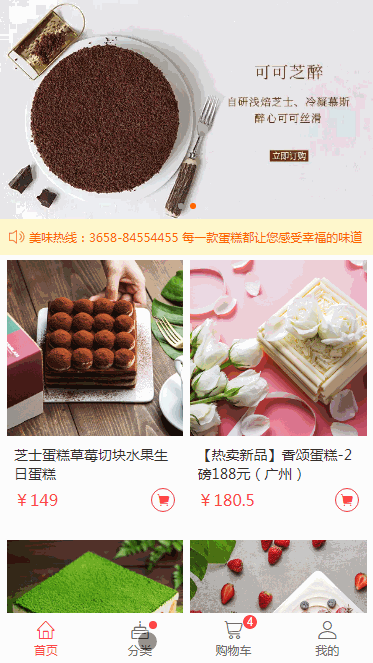 可可芝醉
自研浅焙芝士、冷凝慕斯
醉心可可丝滑
立即订购
美味热线：3658-84554455 每一款蛋糕都让您感受幸福的味道
芝士蛋糕草莓切块水果生
日蛋糕
￥149
【热卖新品】香颂蛋糕-2
磅188元（广州）
￥180.5
4
首页
分类
购物车
我的